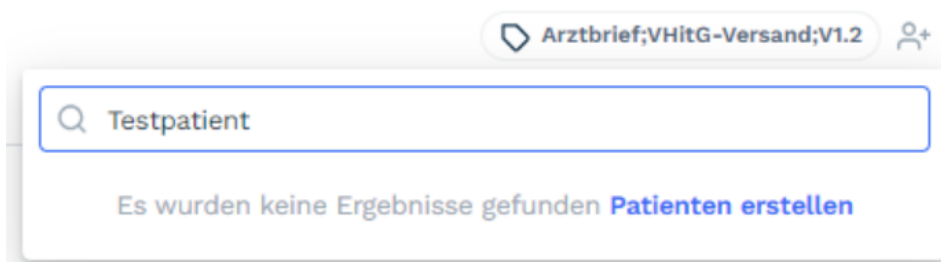 Arztbrief;VHitG-Versand;V1.2
Testpatient
Es wurden keine Ergebnisse gefunden Patienten erstellen